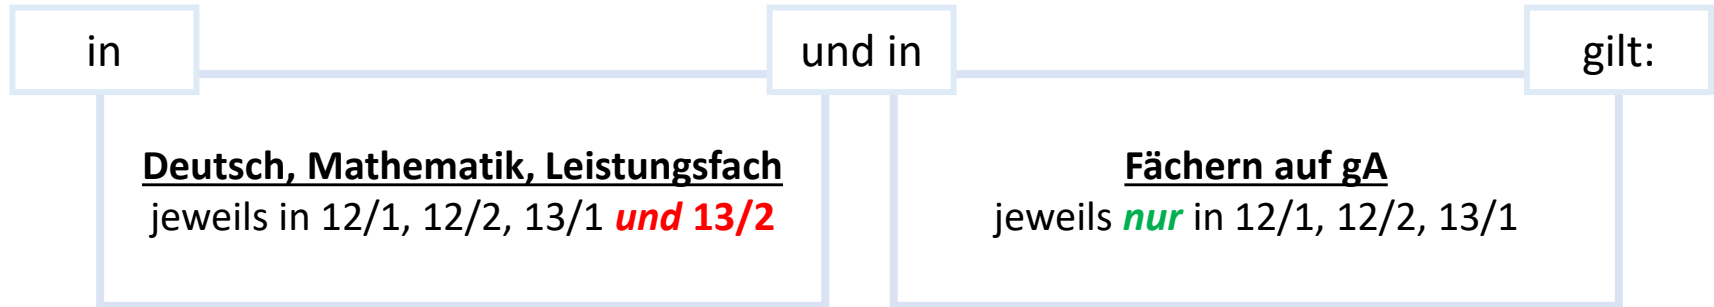 in
und in
gilt:
Deutsch, Mathematik, Leistungsfach
jeweils in 12/1, 12/2, 13/1 und 13/2
Fächern auf gA
jeweils nur in 12/1, 12/2, 13/1